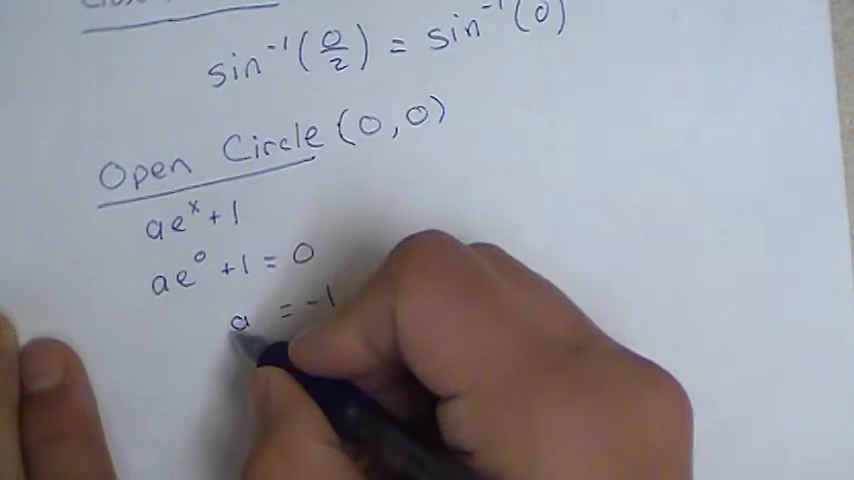 sin⁻¹(0/2) = sin⁻¹(0)
Open Circle (0,0)
aeˣ + 1
ae⁰ + 1 = 0
a = -1